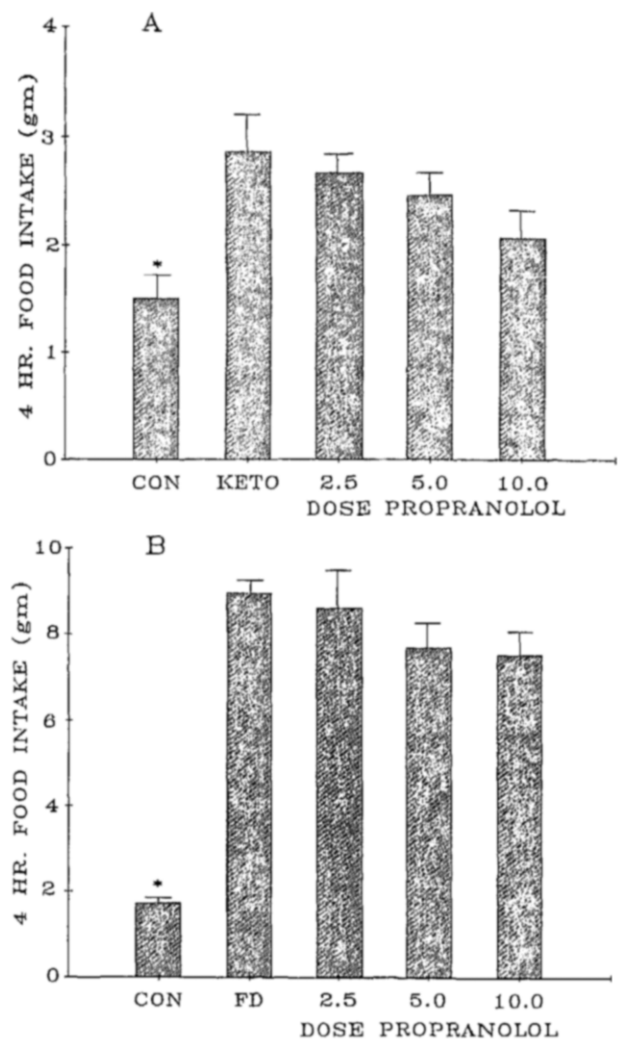 A
4 HR. FOOD INTAKE (gm)
4
3
2
1
0
*
CON KETO 2.5 5.0 10.0
DOSE PROPRANOLOL
B
4 HR. FOOD INTAKE (gm)
10
8
6
4
2
0
*
CON FD 2.5 5.0 10.0
DOSE PROPRANOLOL